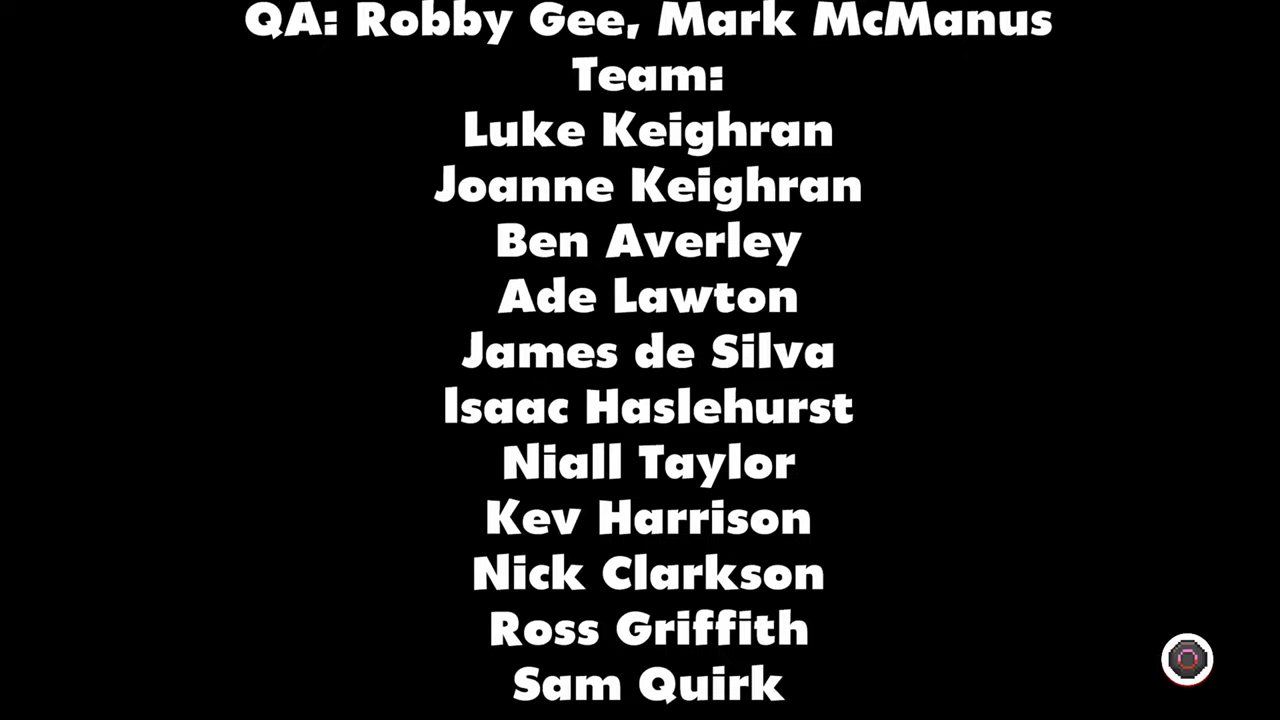 QA: Robby Gee, Mark McManus
Team:
Luke Keighran
Joanne Keighran
Ben Averley
Ade Lawton
James de Silva
Isaac Haslehurst
Niall Taylor
Kev Harrison
Nick Clarkson
Ross Griffith
Sam Quirk